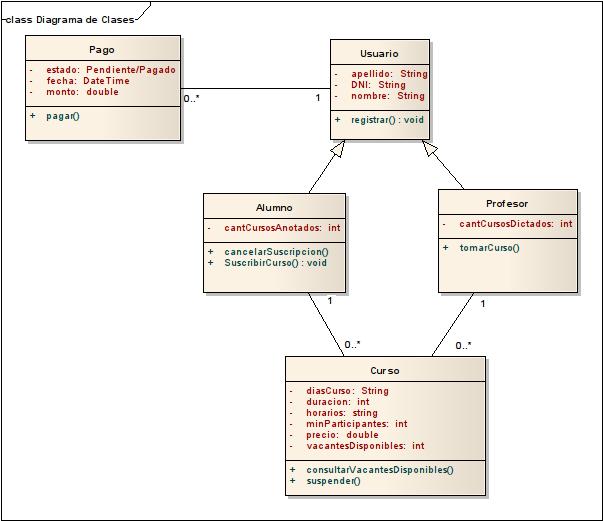 class Diagrama de Clases
Pago
- estado: Pendiente/Pagado
- fecha: DateTime
- monto: double
+ pagar()
0..*
1
Usuario
- apellido: String
- DNI: String
- nombre: String
+ registrar() : void
Alumno
- cantCursosAnotados: int
+ cancelarSuscripcion()
+ SuscribirCurso() : void
Profesor
- cantCursosDictados: int
+ tomarCurso()
1
1
0..*
0..*
Curso
- diasCurso: String
- duracion: int
- horarios: string
- minParticipantes: int
- precio: double
- vacantesDisponibles: int
+ consultarVacantesDisponibles()
+ suspender()